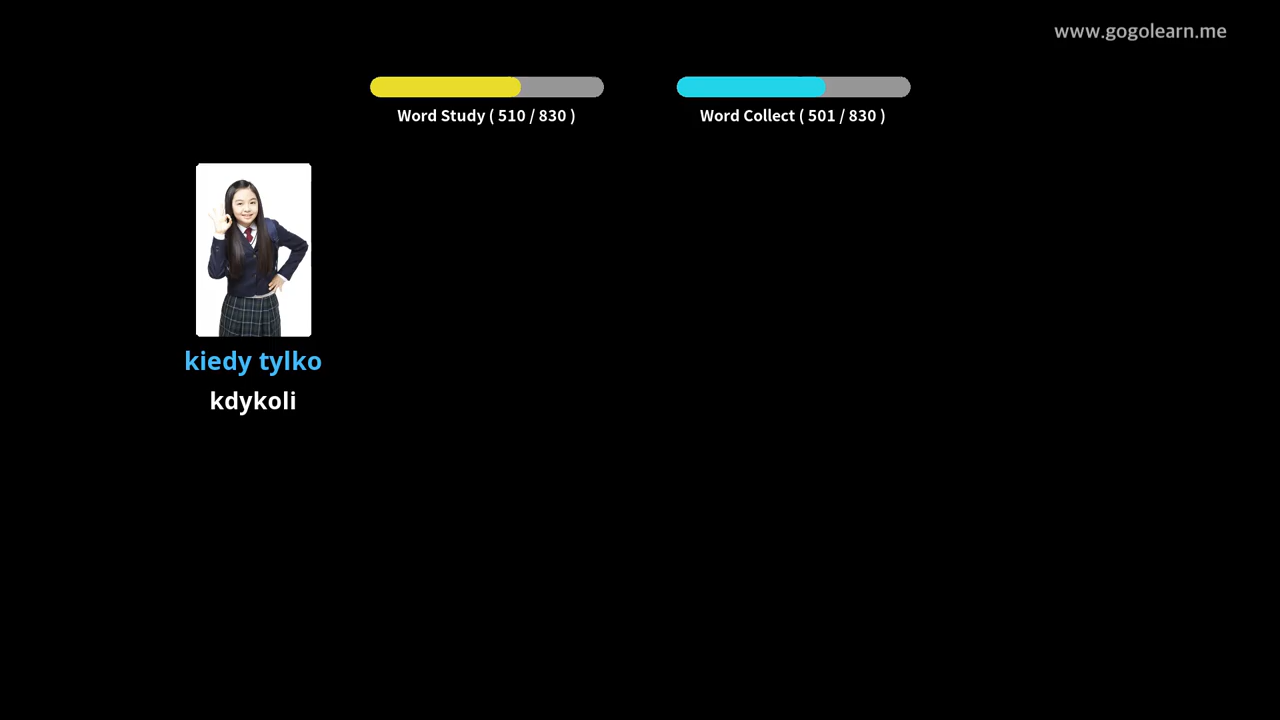 www.gogolearn.me
Word Study ( 510 / 830 )
Word Collect ( 501 / 830 )
kiedy tylko
kdykoli